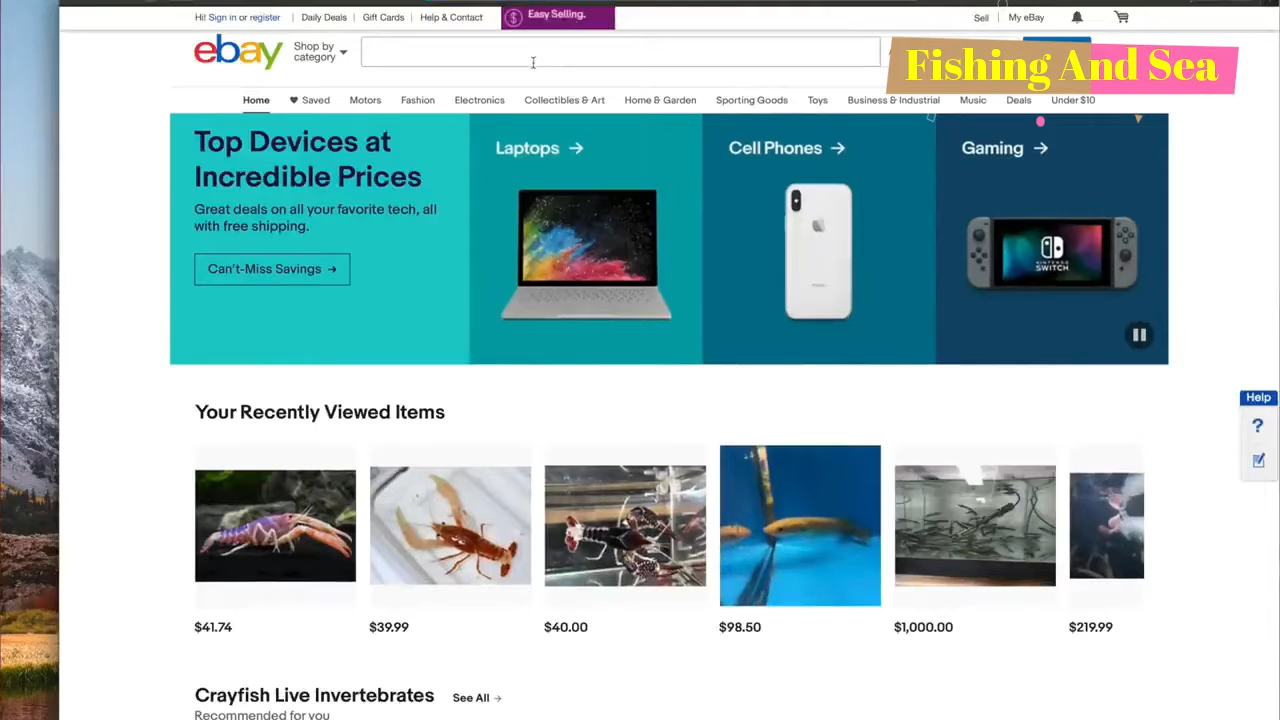 Hi! Sign in or register
Daily Deals
Gift Cards
Help & Contact
Easy Selling.
Sell
My eBay
ebay
Shop by
category
Fishing And Sea
Home
Saved
Motors
Fashion
Electronics
Collectibles & Art
Home & Garden
Sporting Goods
Toys
Business & Industrial
Music
Deals
Under $10
Top Devices at
Incredible Prices
Great deals on all your favorite tech, all
with free shipping.
Can't-Miss Savings →
Laptops →
Cell Phones →
Gaming →
NINTENDO
SWITCH
Help
?
Your Recently Viewed Items
$41.74
$39.99
$40.00
$98.50
$1,000.00
$219.99
Crayfish Live Invertebrates
See All →
Recommended for you